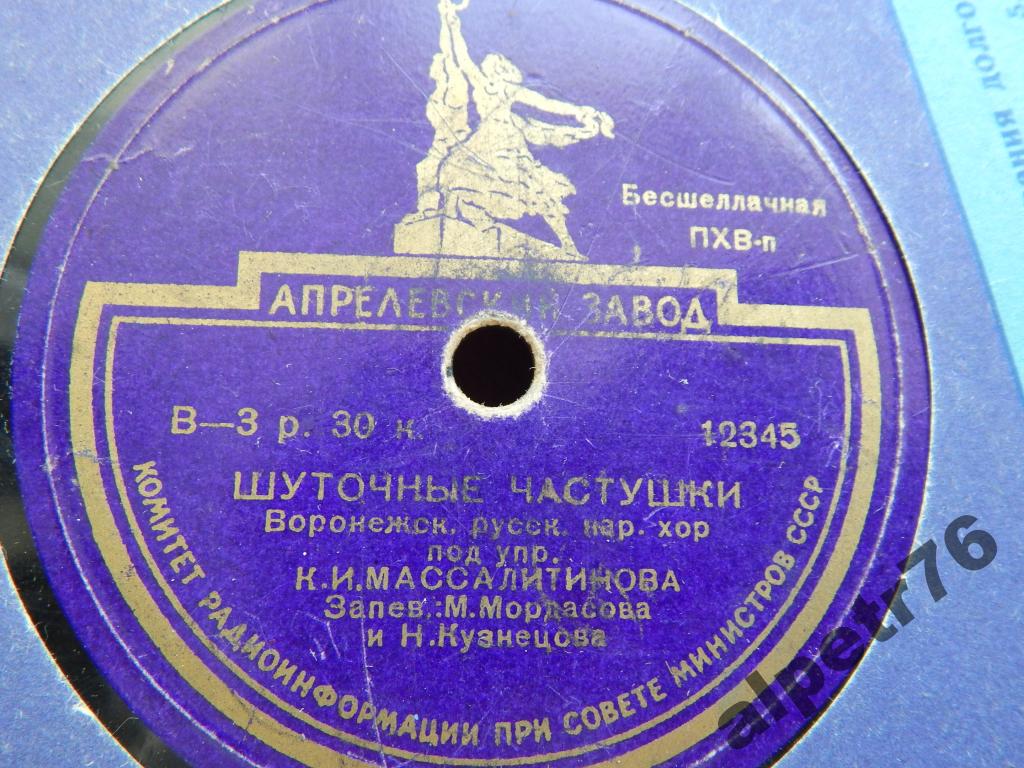 Бесшеллачная
ПХВ-п
АПРЕЛЕВСКИЙ ЗАВОД
В—3 р. 30 к.
12345
ШУТОЧНЫЕ ЧАСТУШКИ
Воронежск. русск. нар. хор
под упр.
К.И.МАССАЛИТИНОВА
Запев.:М.Мордасова
и Н.Кузнецова
КОМИТЕТ РАДИОИНФОРМАЦИИ ПРИ СОВЕТЕ МИНИСТРОВ СССР
alpetr76
долго